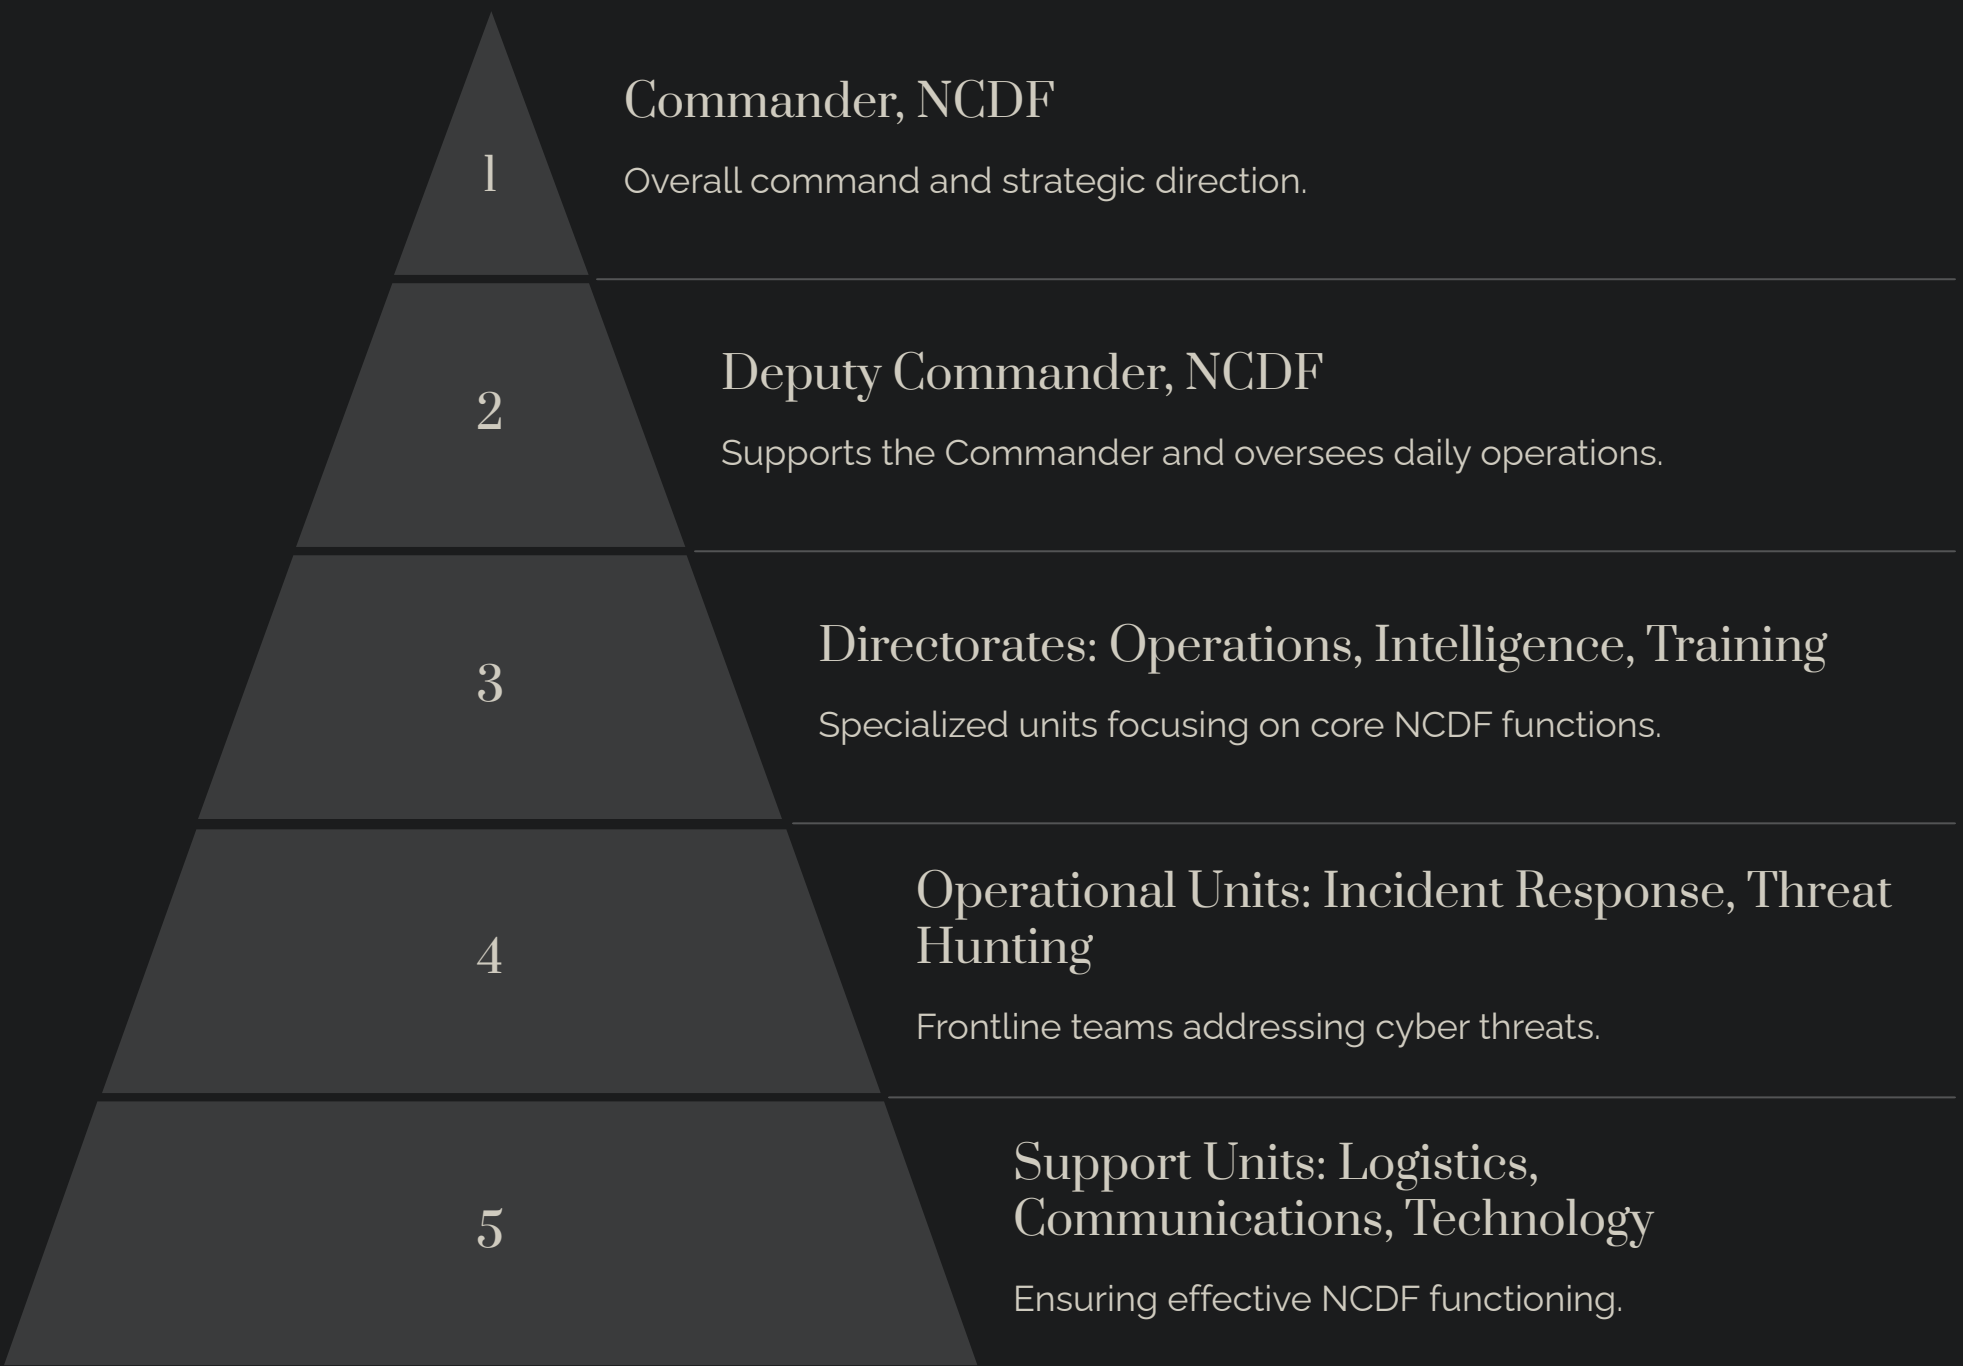 1
Commander, NCDF
Overall command and strategic direction.
2
Deputy Commander, NCDF
Supports the Commander and oversees daily operations.
3
Directorates: Operations, Intelligence, Training
Specialized units focusing on core NCDF functions.
4
Operational Units: Incident Response, Threat
Hunting
Frontline teams addressing cyber threats.
5
Support Units: Logistics,
Communications, Technology
Ensuring effective NCDF functioning.